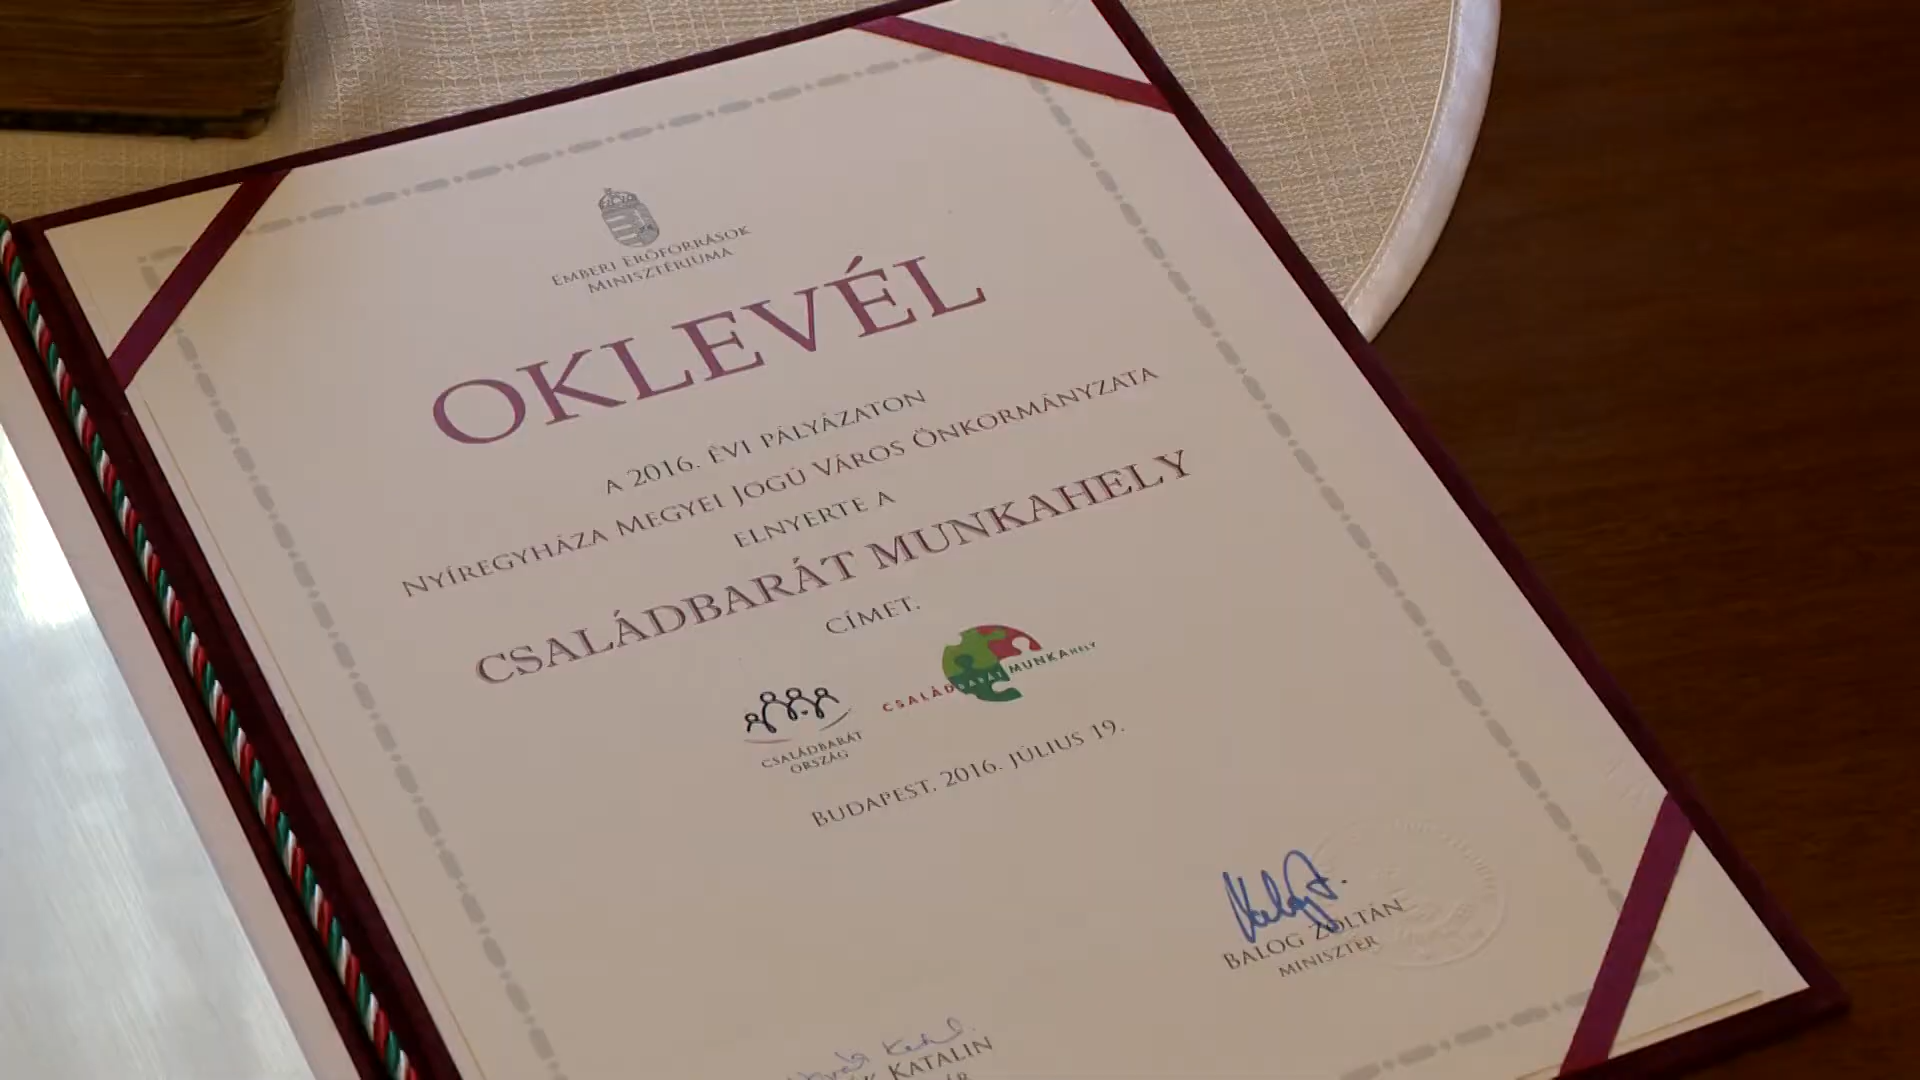 EMBERI ERŐFORRÁSOK
MINISZTÉRIUMA
OKLEVÉL
A 2016. ÉVI PÁLYÁZATON
NYÍREGYHÁZA MEGYEI JOGÚ VÁROS ÖNKORMÁNYZATA
ELNYERTE A
CSALÁDBARÁT MUNKAHELY
CÍMET.
CSALÁDBARÁT MUNKAHELY
CSALÁDBARÁT
ORSZÁG
BUDAPEST, 2016. JÚLIUS 19.
BALOG ZOLTÁN
MINISZTER
KATALIN